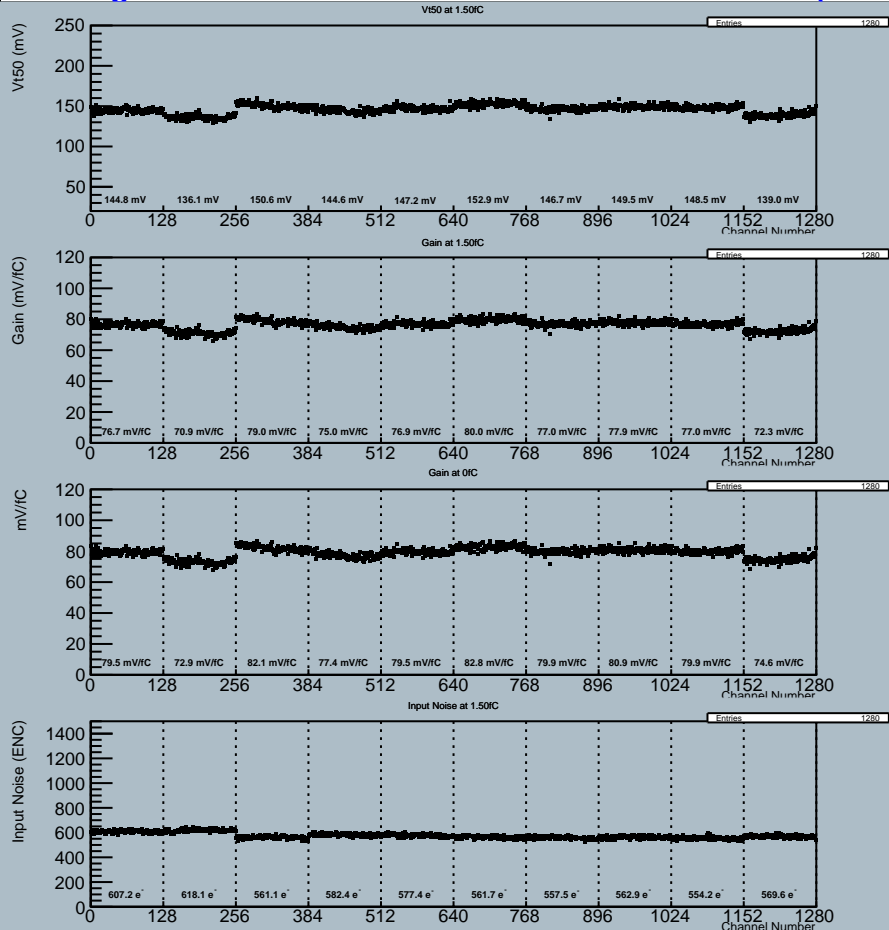 Vt50 at 1.50fC
Entries 1280
Vt50 (mV)
250
200
150
100
50
144.8 mV 136.1 mV 150.6 mV 144.6 mV 147.2 mV 152.9 mV 146.7 mV 149.5 mV 148.5 mV 139.0 mV
0 128 256 384 512 640 768 896 1024 1152 1280
Channel Number
Gain at 1.50fC
Entries 1280
Gain (mV/fC)
120
100
80
60
40
20
0
76.7 mV/fC 70.9 mV/fC 79.0 mV/fC 75.0 mV/fC 76.9 mV/fC 80.0 mV/fC 77.0 mV/fC 77.9 mV/fC 77.0 mV/fC 72.3 mV/fC
0 128 256 384 512 640 768 896 1024 1152 1280
Channel Number
Gain at 0fC
Entries 1280
mV/fC
120
100
80
60
40
20
0
79.5 mV/fC 72.9 mV/fC 82.1 mV/fC 77.4 mV/fC 79.5 mV/fC 82.8 mV/fC 79.9 mV/fC 80.9 mV/fC 79.9 mV/fC 74.6 mV/fC
0 128 256 384 512 640 768 896 1024 1152 1280
Channel Number
Input Noise at 1.50fC
Entries 1280
Input Noise (ENC)
1400
1200
1000
800
600
400
200
0
607.2 e⁻ 618.1 e⁻ 561.1 e⁻ 582.4 e⁻ 577.4 e⁻ 561.7 e⁻ 557.5 e⁻ 562.9 e⁻ 554.2 e⁻ 569.6 e⁻
0 128 256 384 512 640 768 896 1024 1152 1280
Channel Number